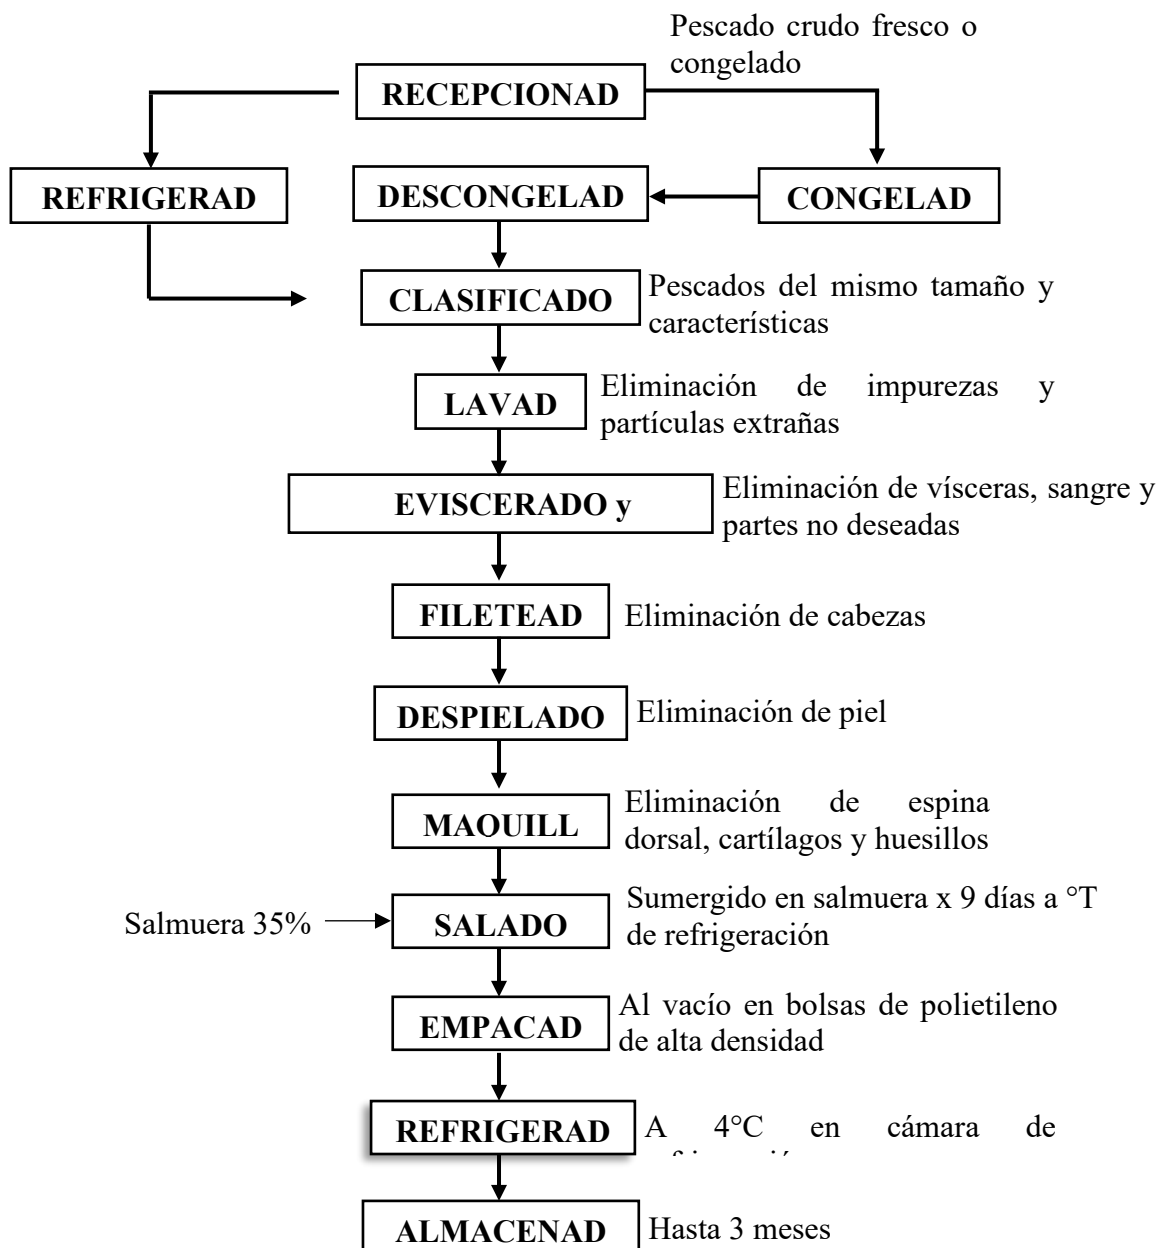 Pescado crudo fresco o
congelado
RECEPCIONAD
REFRIGERAD
DESCONGELAD
CONGELAD
CLASIFICADO
Pescados del mismo tamaño y
características
LAVAD
Eliminación de impurezas y
partículas extrañas
EVISCERADO y
Eliminación de vísceras, sangre y
partes no deseadas
FILETEAD
Eliminación de cabezas
DESPIELADO
Eliminación de piel
MAQUILL
Eliminación de espina
dorsal, cartílagos y huesillos
Salmuera 35%
SALADO
Sumergido en salmuera x 9 días a °T
de refrigeración
EMPACAD
Al vacío en bolsas de polietileno
de alta densidad
REFRIGERAD
A 4°C en cámara de
ALMACENAD
Hasta 3 meses